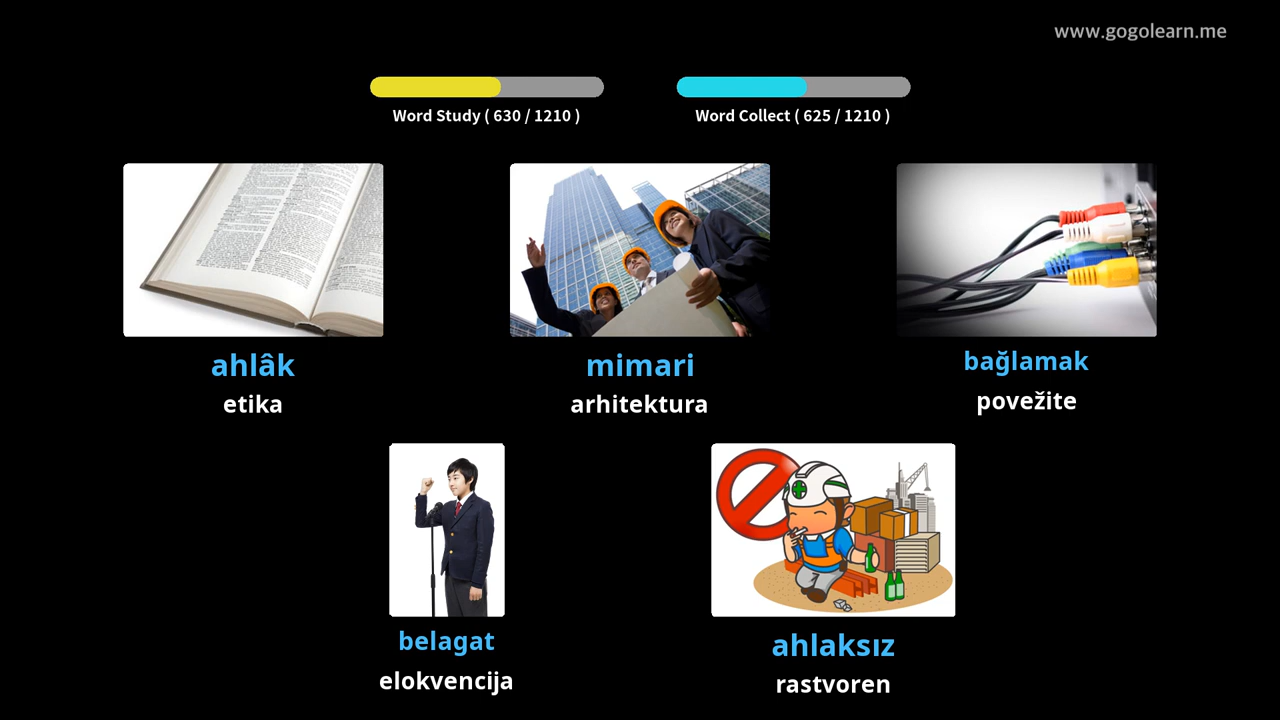 www.gogolearn.me
Word Study ( 630 / 1210 )
Word Collect ( 625 / 1210 )
ahlâk
etika
mimari
arhitektura
bağlamak
povežite
belagat
elokvencija
ahlaksız
rastvoren